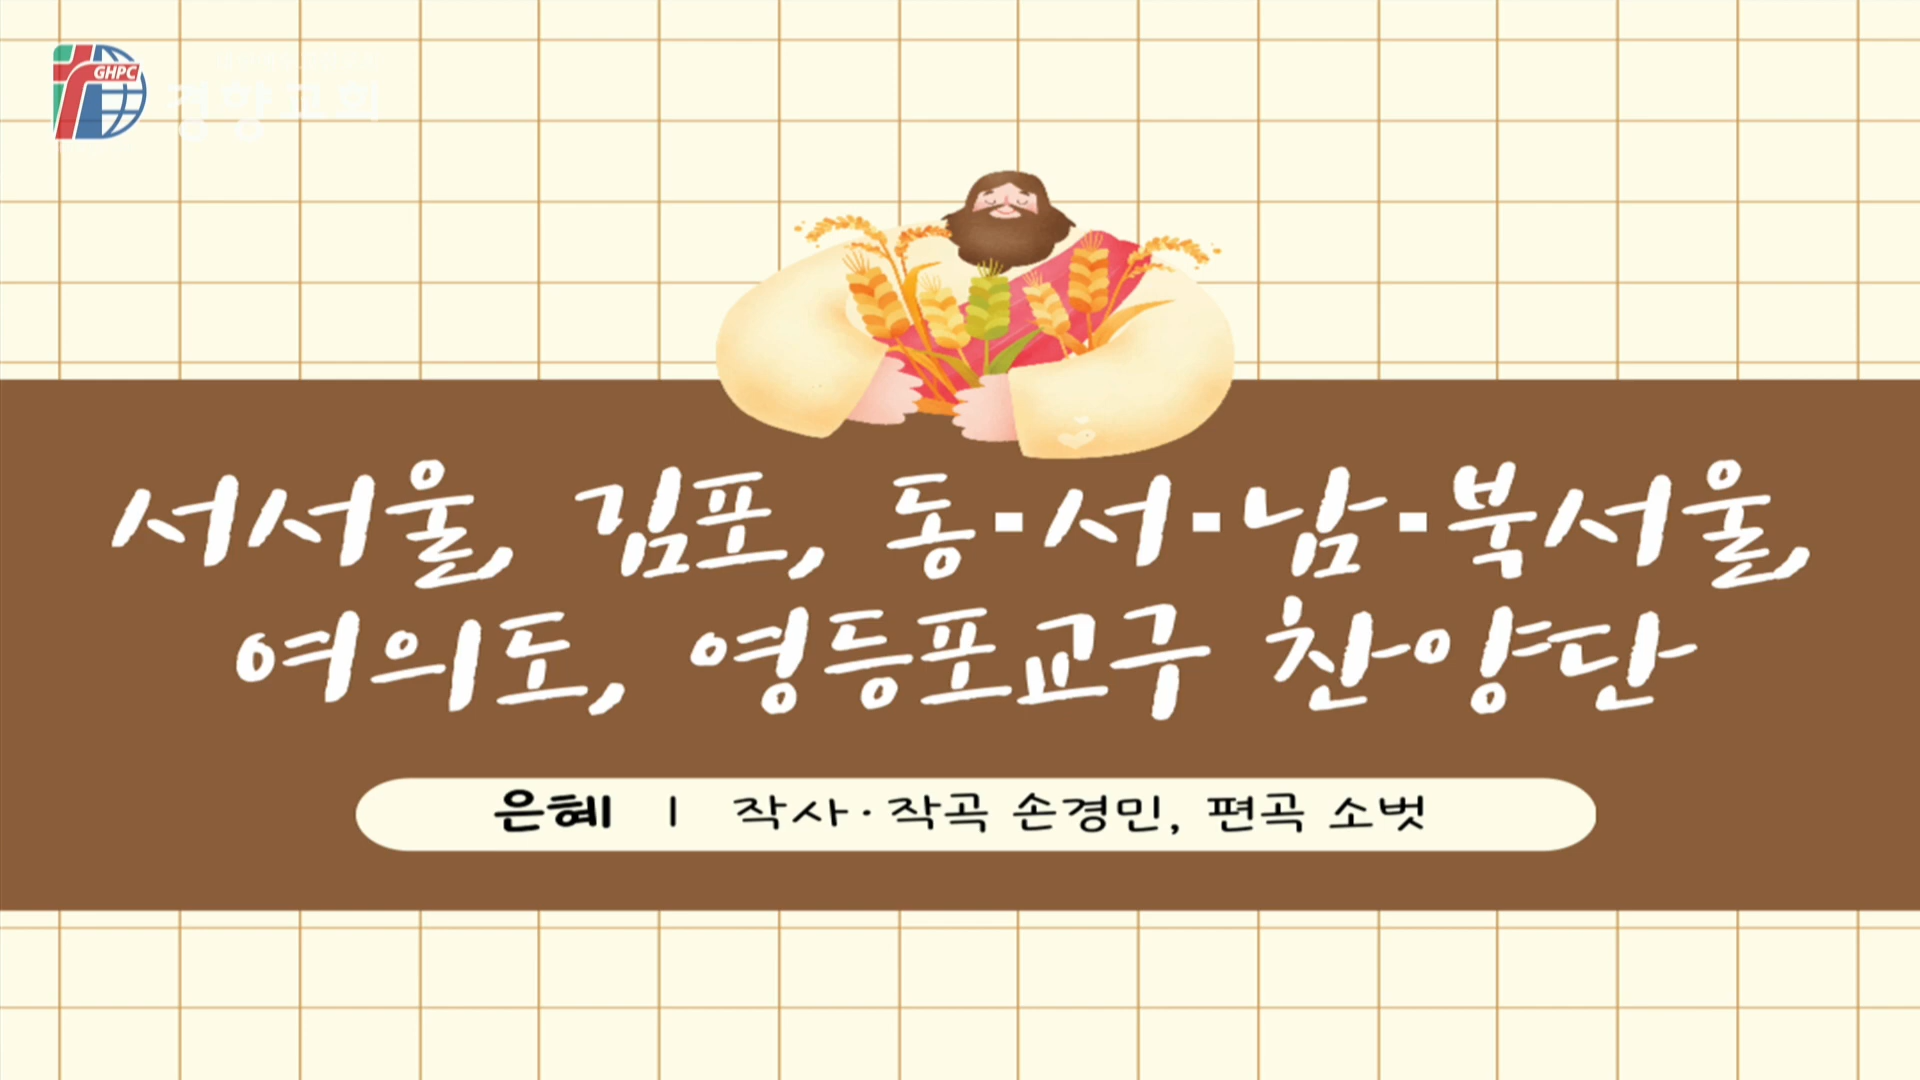 GHPC
경향교회
서서울, 김포, 동·서·남·북서울,
여의도, 영등포교구 찬양단
은혜 ㅣ 작사·작곡 손경민, 편곡 소벗